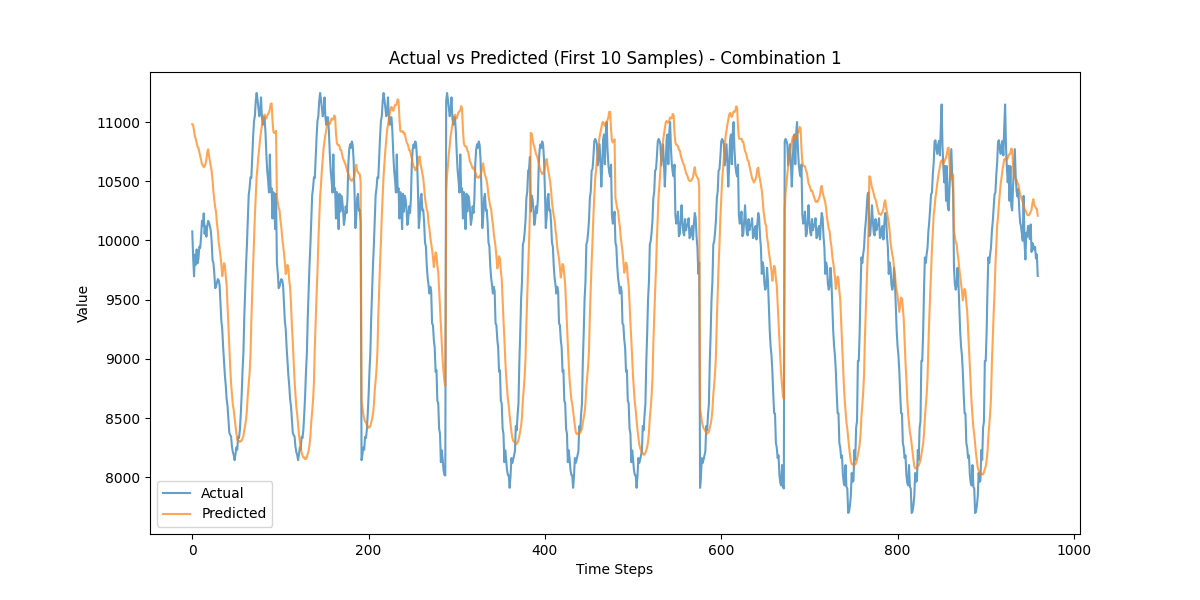 Actual vs Predicted (First 10 Samples) - Combination 1
Value
11000
10500
10000
9500
9000
8500
8000
Actual
Predicted
0 200 400 600 800 1000
Time Steps